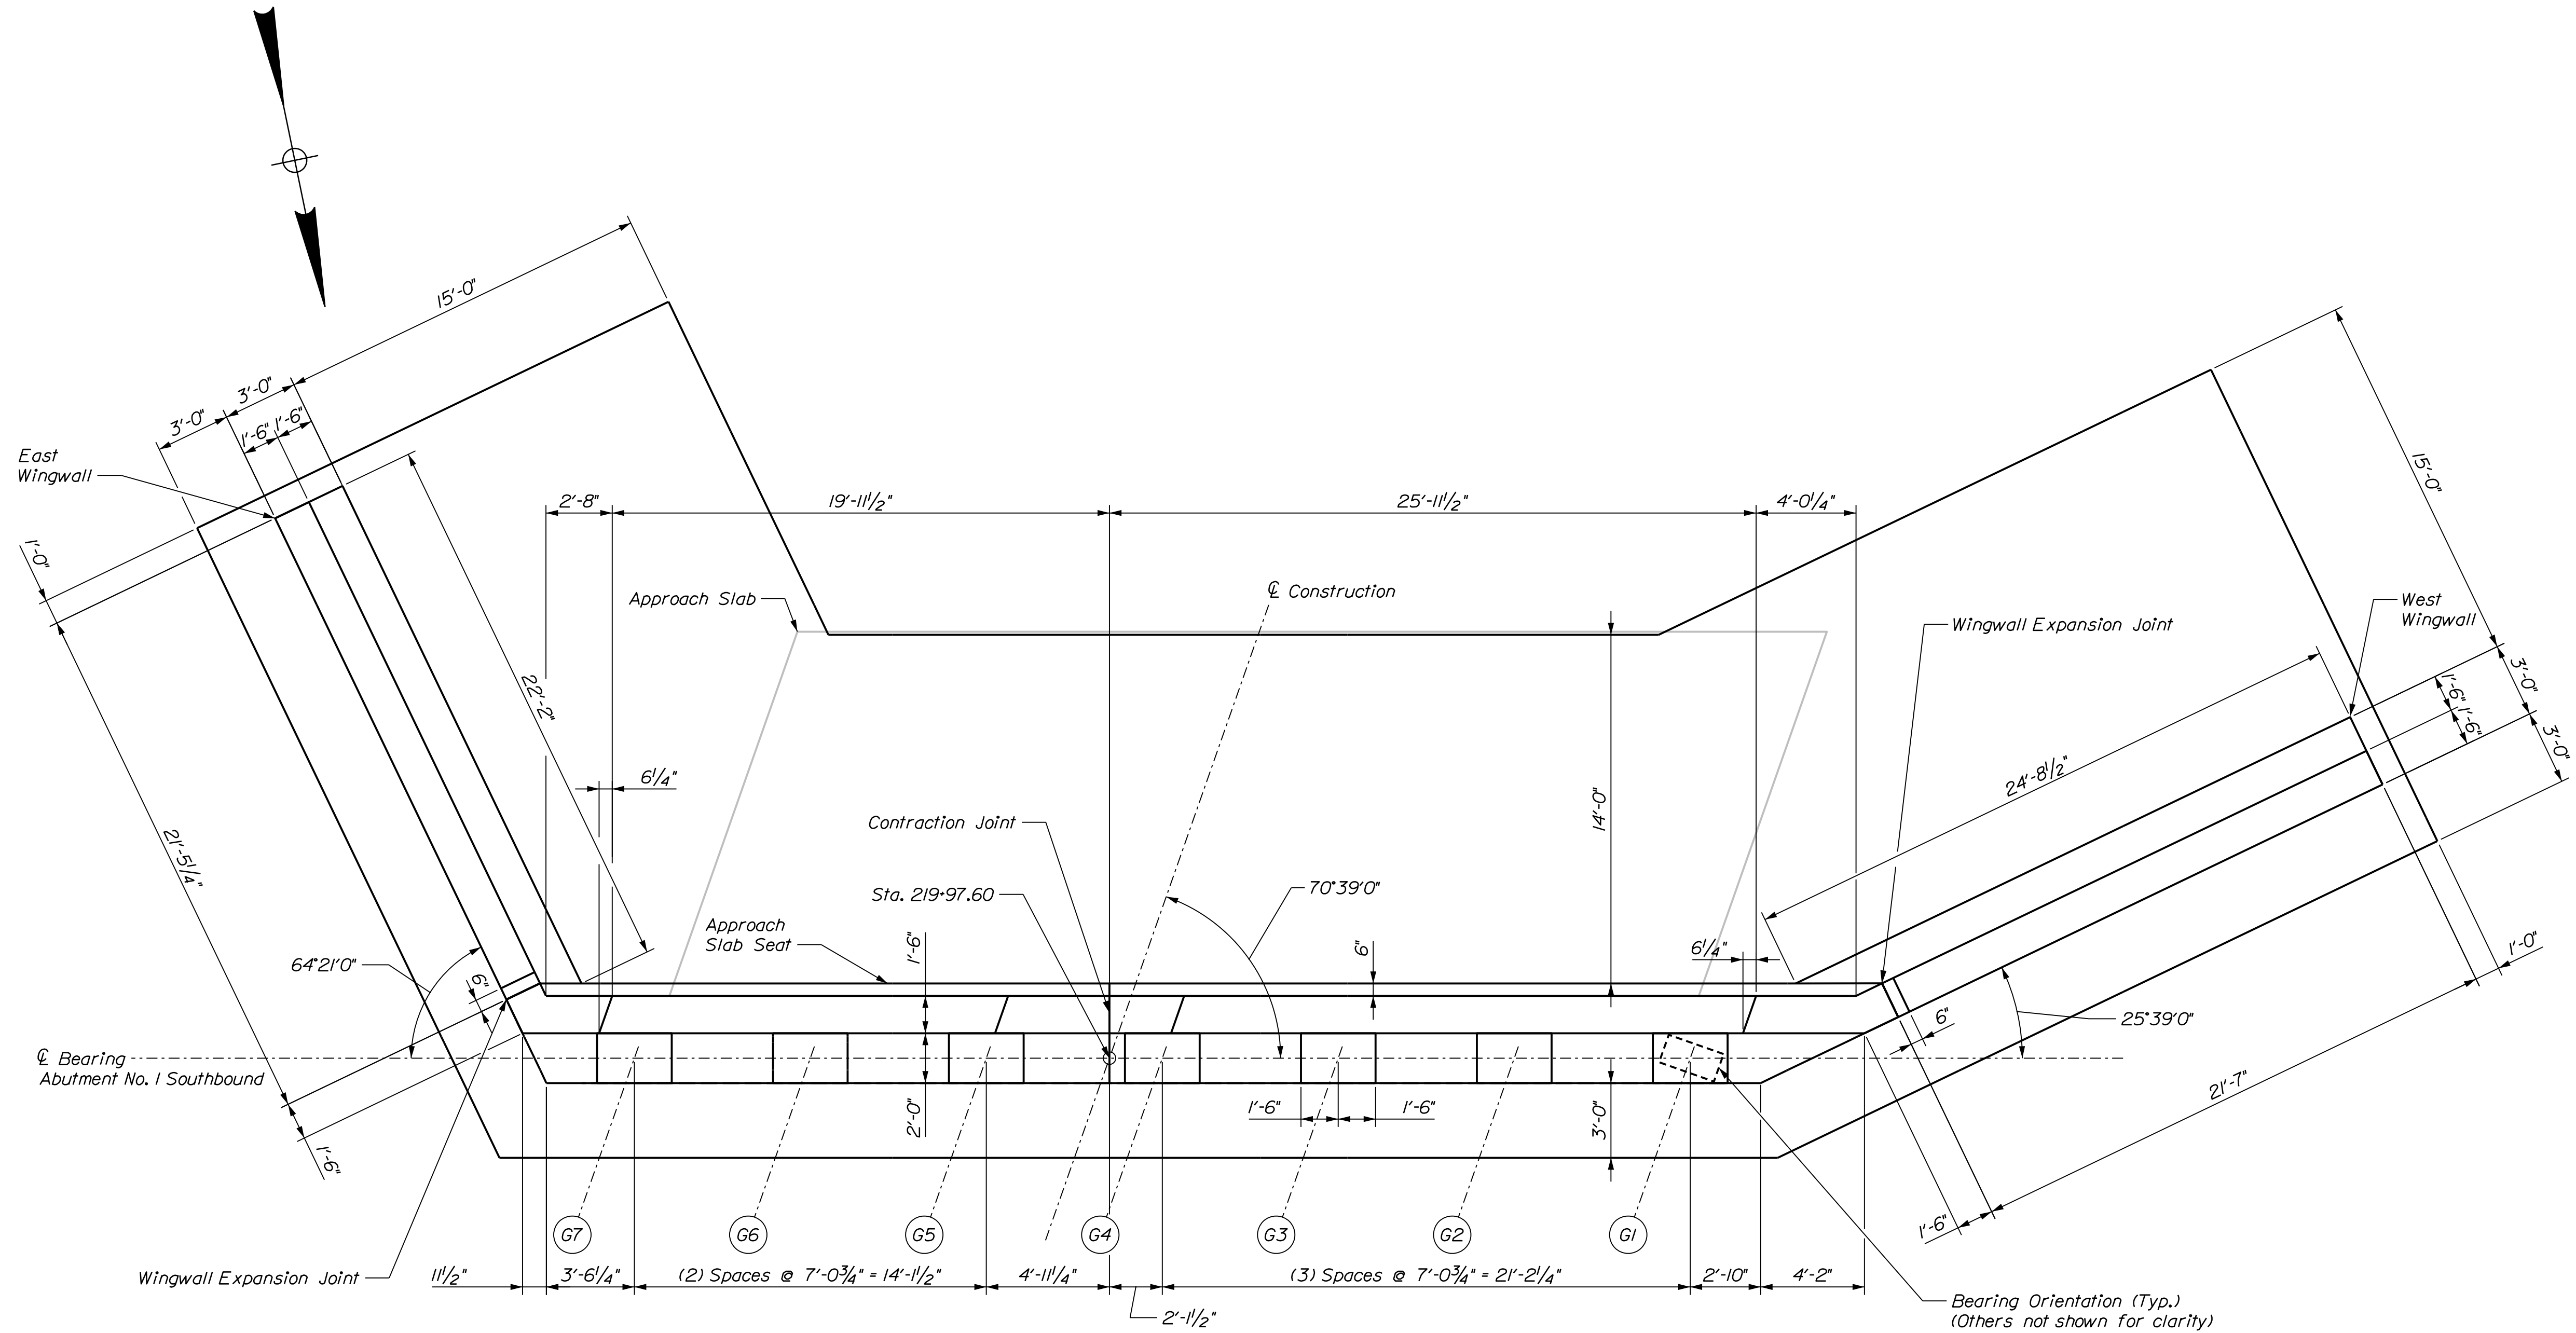 15'-0"
3'-0"
3'-0"
1'-6"
1'-6"
East
Wingwall
1'-0"
22'-2"
21'-5 1/4"
2'-8"
19'-11 1/2"
25'-11 1/2"
4'-0 1/4"
Approach Slab
℄ Construction
Wingwall Expansion Joint
West
Wingwall
15'-0"
3'-0"
1'-6"
1'-6"
3'-0"
24'-8 1/2"
6 1/4"
Contraction Joint
14'-0"
Sta. 219+97.60
70°39'0"
Approach
Slab Seat
1'-6"
6"
6 1/4"
1'-0"
64°21'0"
6"
6"
25°39'0"
℄ Bearing
Abutment No. 1 Southbound
2'-0"
1'-6"
1'-6"
3'-0"
21'-7"
1'-6"
1'-6"
G7
G6
G5
G4
G3
G2
G1
Wingwall Expansion Joint
11 1/2"
3'-6 1/4"
(2) Spaces @ 7'-0 3/4" = 14'-1 1/2"
4'-11 1/4"
2'-1 1/2"
(3) Spaces @ 7'-0 3/4" = 21'-2 1/4"
2'-10"
4'-2"
Bearing Orientation (Typ.)
(Others not shown for clarity)